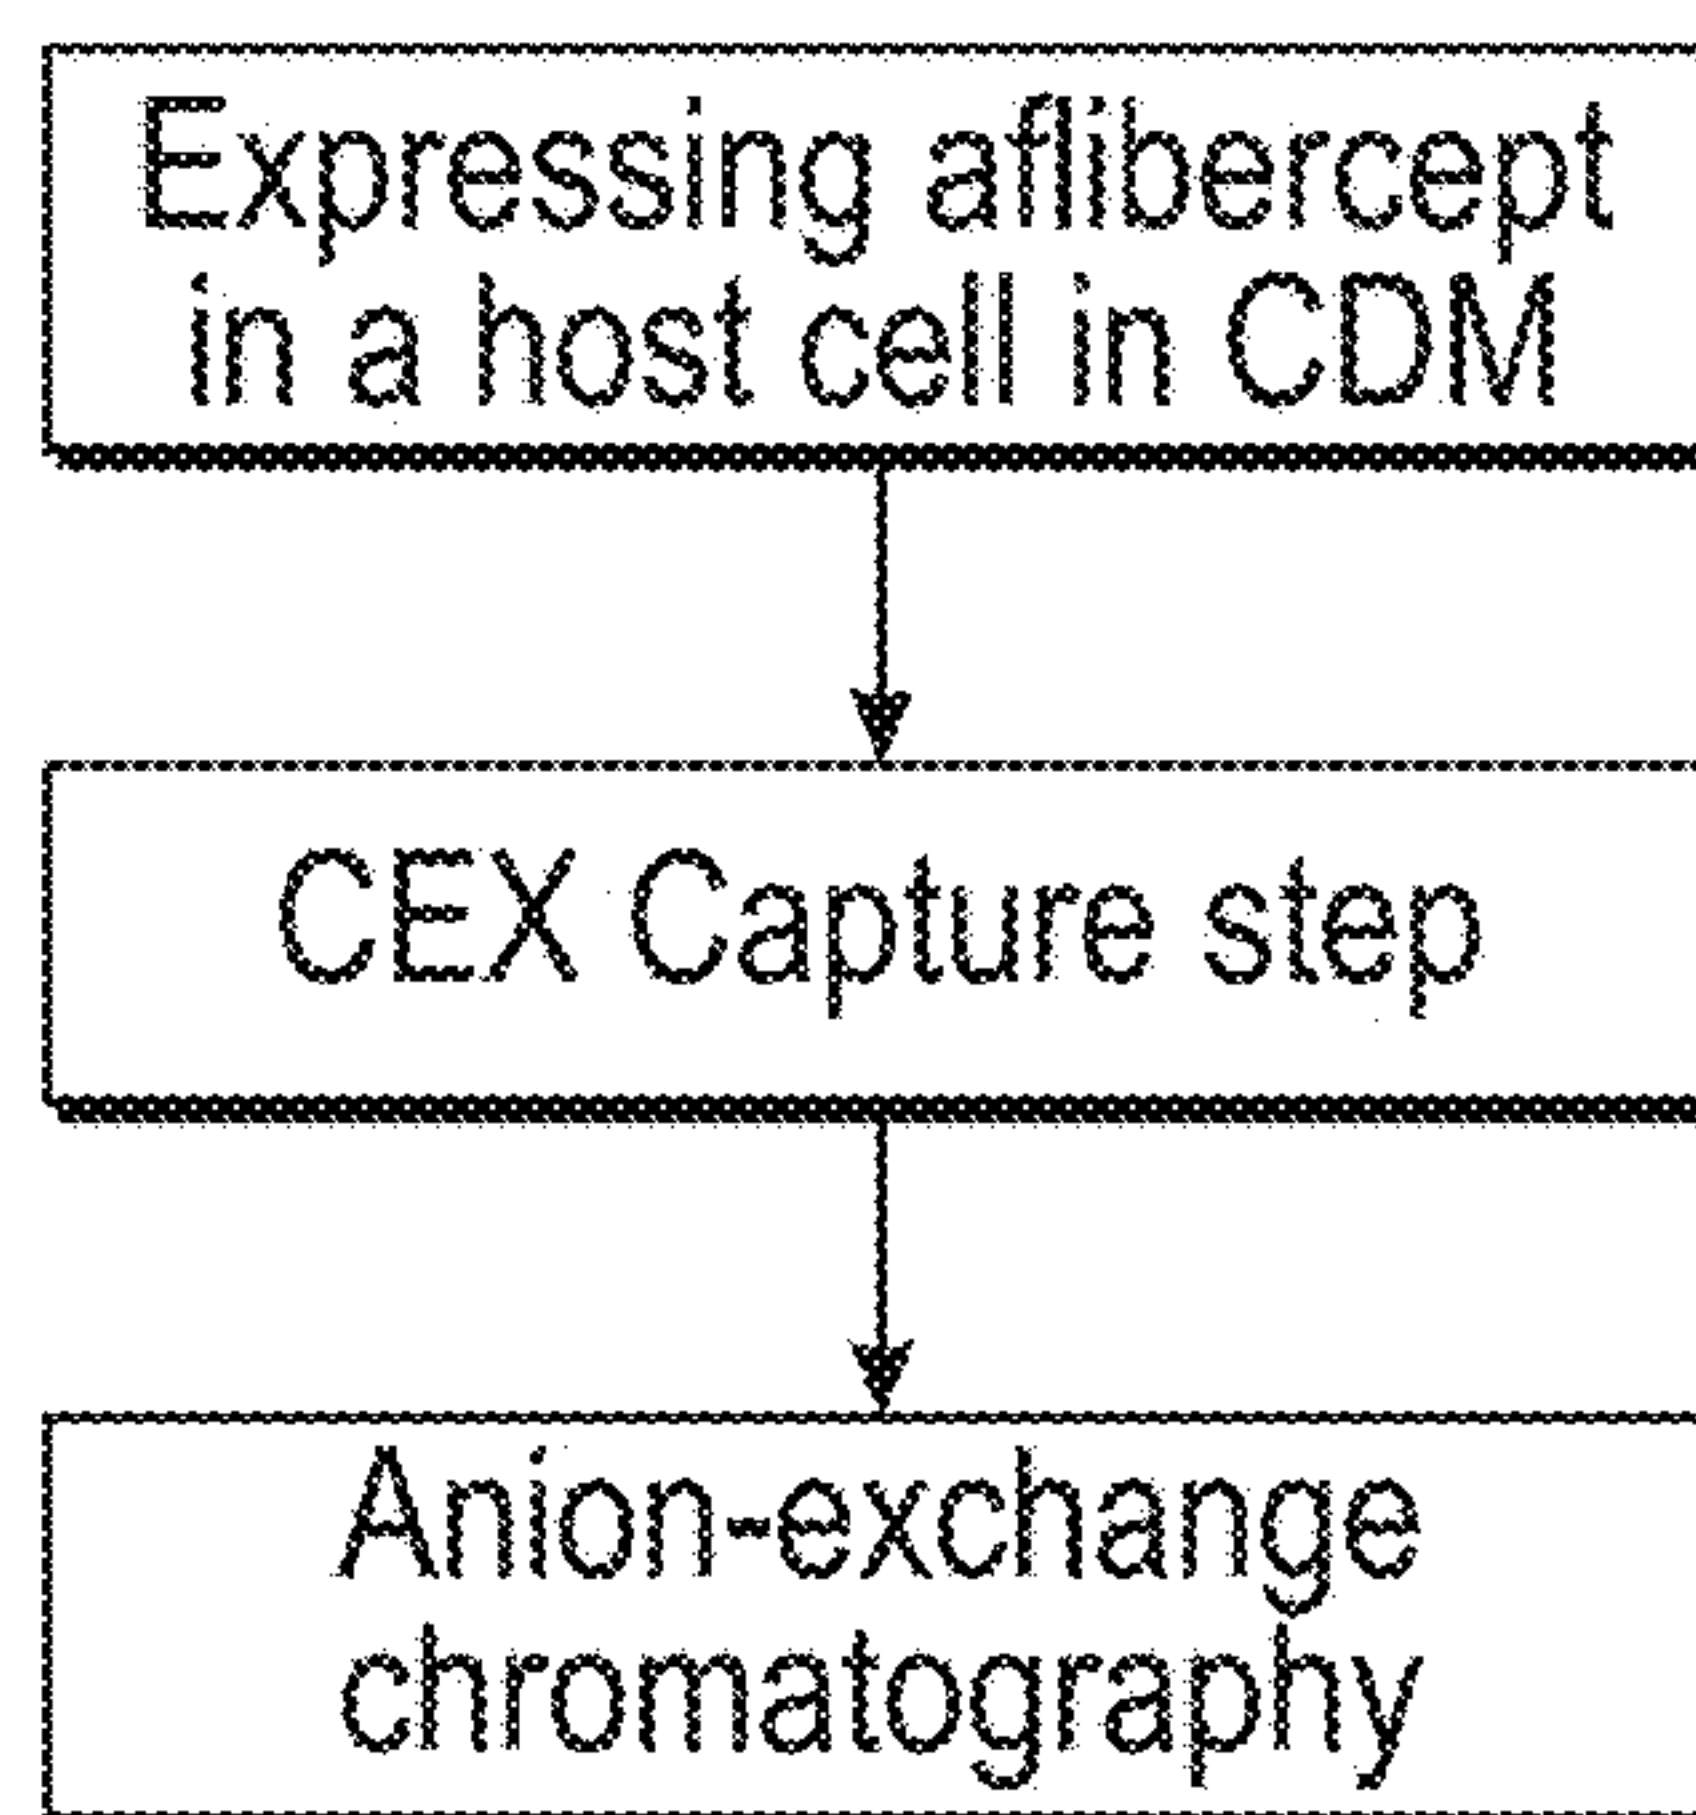 Expressing aflibercept
in a host cell in CDM
CEX Capture step
Anion-exchange
chromatography